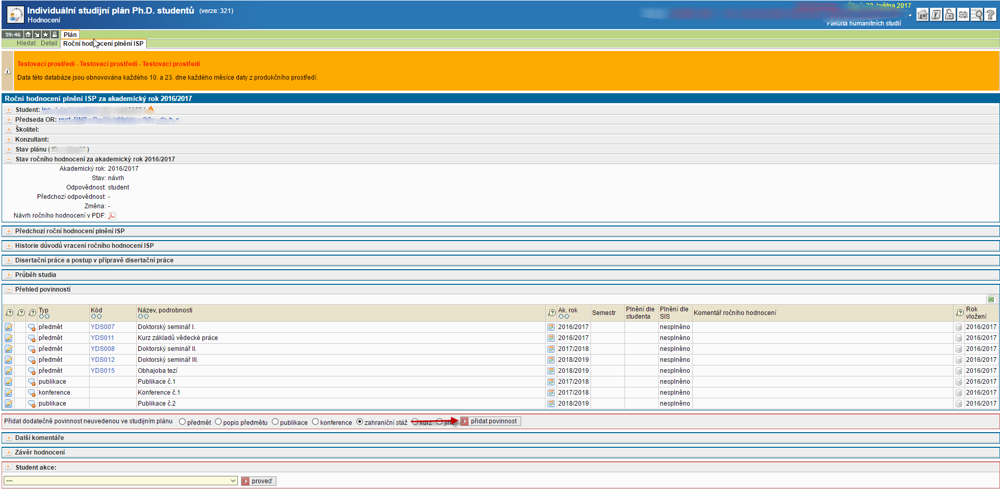 Individuální studijní plán Ph.D. studentů (verze: 321)
Hodnocení
května 2017
Fakulta humanitních studií
59:46 Plán
Hledat Detail Roční hodnocení plnění ISP
Testovací prostředí - Testovací prostředí - Testovací prostředí
Data této databáze jsou obnovována každého 10. a 23. dne každého měsíce daty z produkčního prostředí.
Roční hodnocení plnění ISP za akademický rok 2016/2017
Student:
Předseda OR:
Školitel:
Konzultant:
Stav plánu ( )
Stav ročního hodnocení za akademický rok 2016/2017
Akademický rok: 2016/2017
Stav: návrh
Odpovědnost: student
Předchozí odpovědnost: -
Změna: -
Návrh ročního hodnocení v PDF:
Předchozí roční hodnocení plnění ISP
Historie důvodů vracení ročního hodnocení ISP
Disertační práce a postup v přípravě disertační práce
Průběh studia
Přehled povinností
Typ Kód Název, podrobnosti Ak. rok Semestr Plnění dle studenta Plnění dle SIS Komentář ročního hodnocení Rok vložení
předmět YDS007 Doktorský seminář I. 2016/2017 nesplněno 2016/2017
předmět YDS011 Kurz základů vědecké práce 2016/2017 nesplněno 2016/2017
předmět YDS008 Doktorský seminář II. 2017/2018 nesplněno 2016/2017
předmět YDS012 Doktorský seminář III. 2018/2019 nesplněno 2016/2017
předmět YDS015 Obhajoba tezí 2018/2019 nesplněno 2016/2017
publikace Publikace č.1 2017/2018 nesplněno 2016/2017
konference Konference č.1 2017/2018 nesplněno 2016/2017
publikace Publikace č.2 2018/2019 nesplněno 2016/2017
Přidat dodatečně povinnost neuvedenou ve studijním plánu předmět popis předmětu publikace konference zahraniční stáž kurz jiné přidat povinnost
Další komentáře
Závěr hodnocení
Student akce:
--- proveď